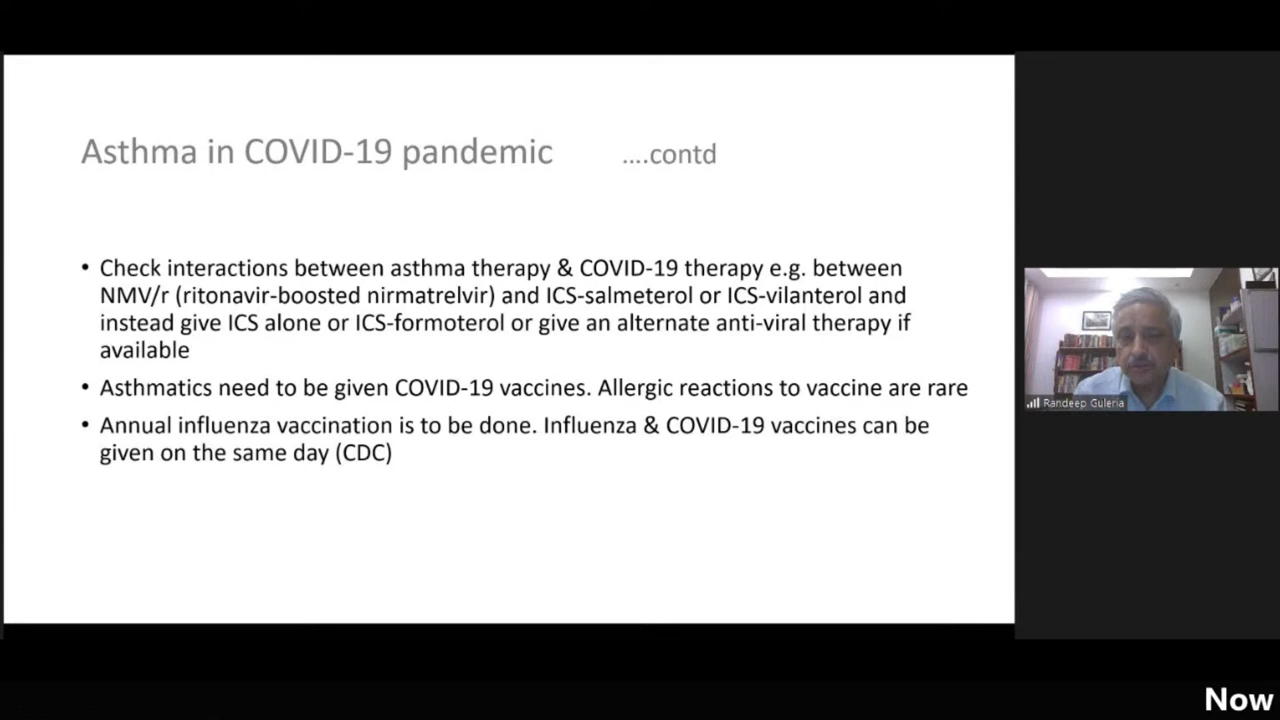 Asthma in COVID-19 pandemic ....contd
• Check interactions between asthma therapy & COVID-19 therapy e.g. between
NMV/r (ritonavir-boosted nirmatrelvir) and ICS-salmeterol or ICS-vilanterol and
instead give ICS alone or ICS-formoterol or give an alternate anti-viral therapy if
available
• Asthmatics need to be given COVID-19 vaccines. Allergic reactions to vaccine are rare
• Annual influenza vaccination is to be done. Influenza & COVID-19 vaccines can be
given on the same day (CDC)
Randeep Guleria
Now